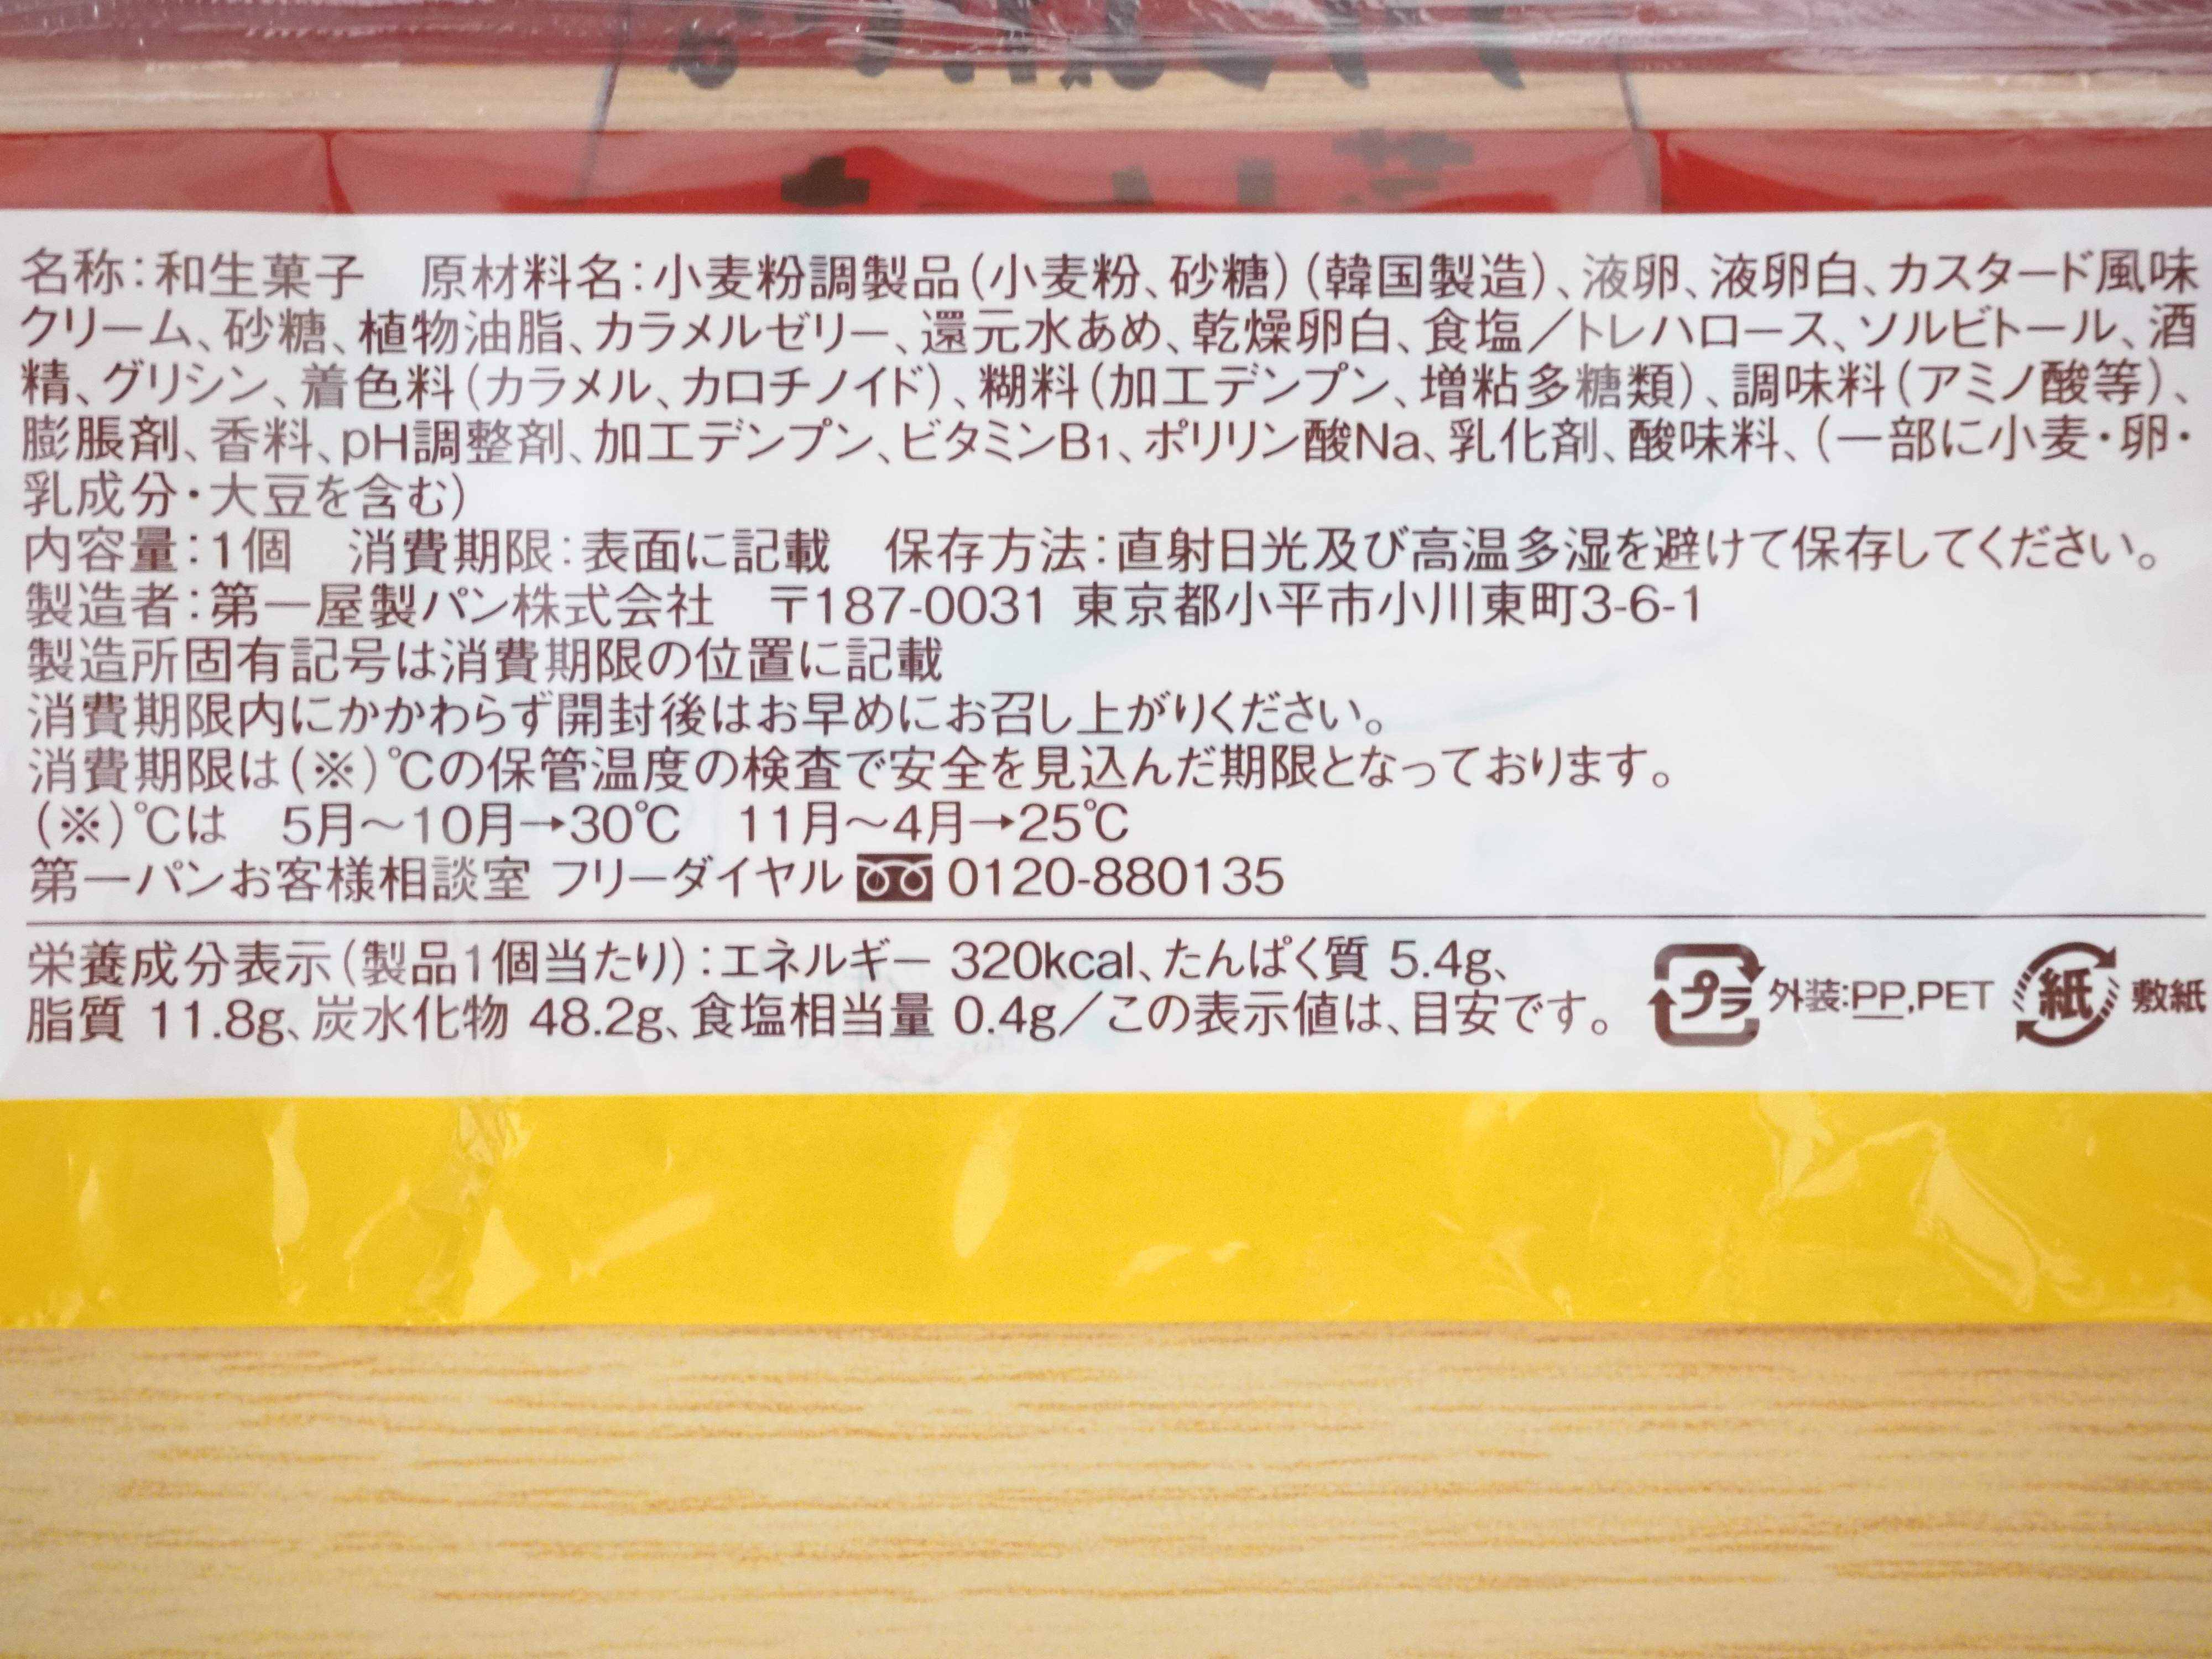 名称：和生菓子　原材料名：小麦粉調製品（小麦粉、砂糖）（韓国製造）、液卵、液卵白、カスタード風味
クリーム、砂糖、植物油脂、カラメルゼリー、還元水あめ、乾燥卵白、食塩／トレハロース、ソルビトール、酒
精、グリシン、着色料（カラメル、カロチノイド）、糊料（加工デンプン、増粘多糖類）、調味料（アミノ酸等）、
膨脹剤、香料、pH調整剤、加工デンプン、ビタミンB1、ポリリン酸Na、乳化剤、酸味料、（一部に小麦・卵・
乳成分・大豆を含む）
内容量：1個　消費期限：表面に記載　保存方法：直射日光及び高温多湿を避けて保存してください。
製造者：第一屋製パン株式会社　〒187-0031 東京都小平市小川東町3-6-1
製造所固有記号は消費期限の位置に記載
消費期限内にかかわらず開封後はお早めにお召し上がりください。
消費期限は（※）℃の保管温度の検査で安全を見込んだ期限となっております。
（※）℃は　5月～10月→30℃　11月～4月→25℃
第一パンお客様相談室 フリーダイヤル 0120-880135
栄養成分表示（製品1個当たり）：エネルギー 320kcal、たんぱく質 5.4g、
脂質 11.8g、炭水化物 48.2g、食塩相当量 0.4g／この表示値は、目安です。
プラ 外装：PP,PET 紙 敷紙